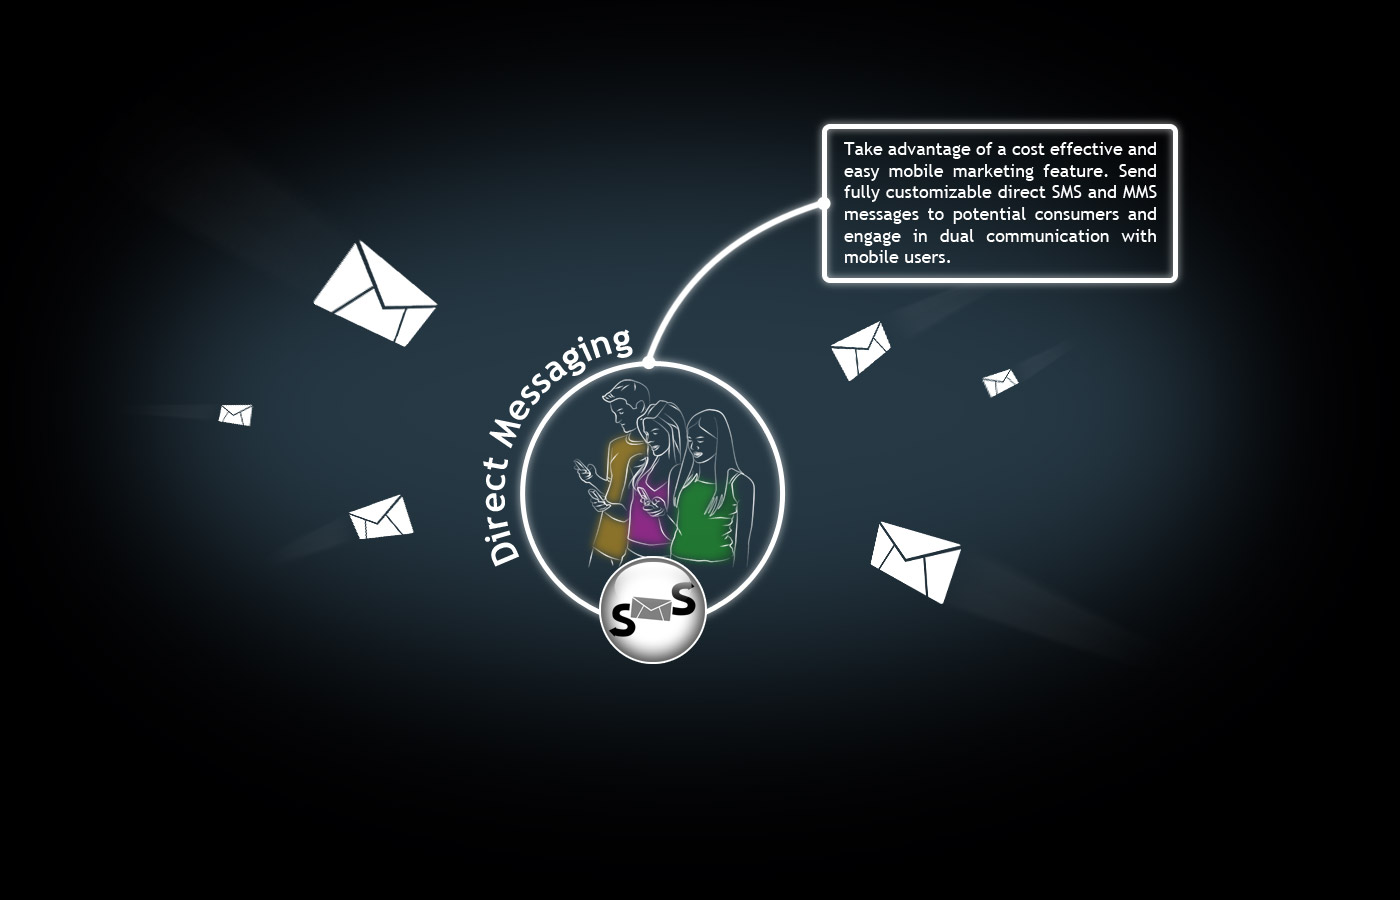 Take advantage of a cost effective and
easy mobile marketing feature. Send
fully customizable direct SMS and MMS
messages to potential consumers and
engage in dual communication with
mobile users.
Direct Messaging
S S